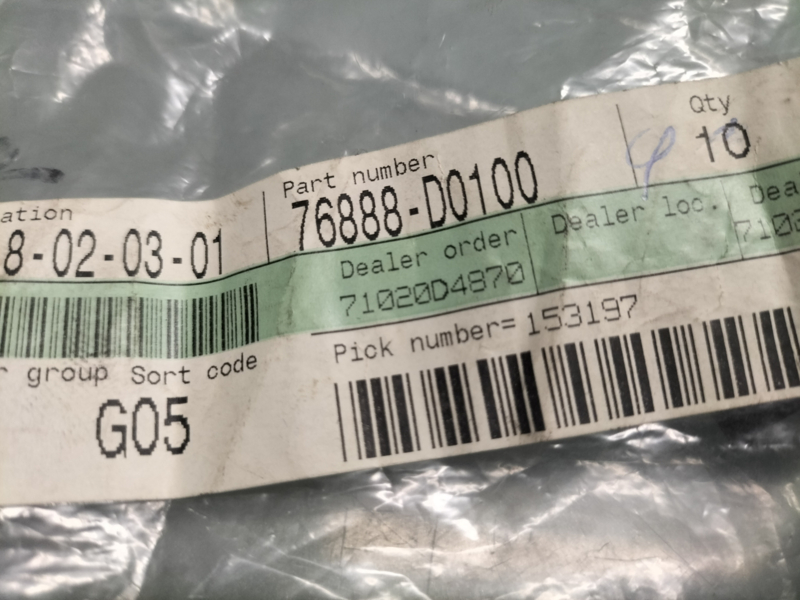 Part number
76888-D0100
Qty
10
ation
8-02-03-01
Dealer order
71020D4870
Dealer loc.
Dea
7102
Pick number=153197
r group
Sort code
G05